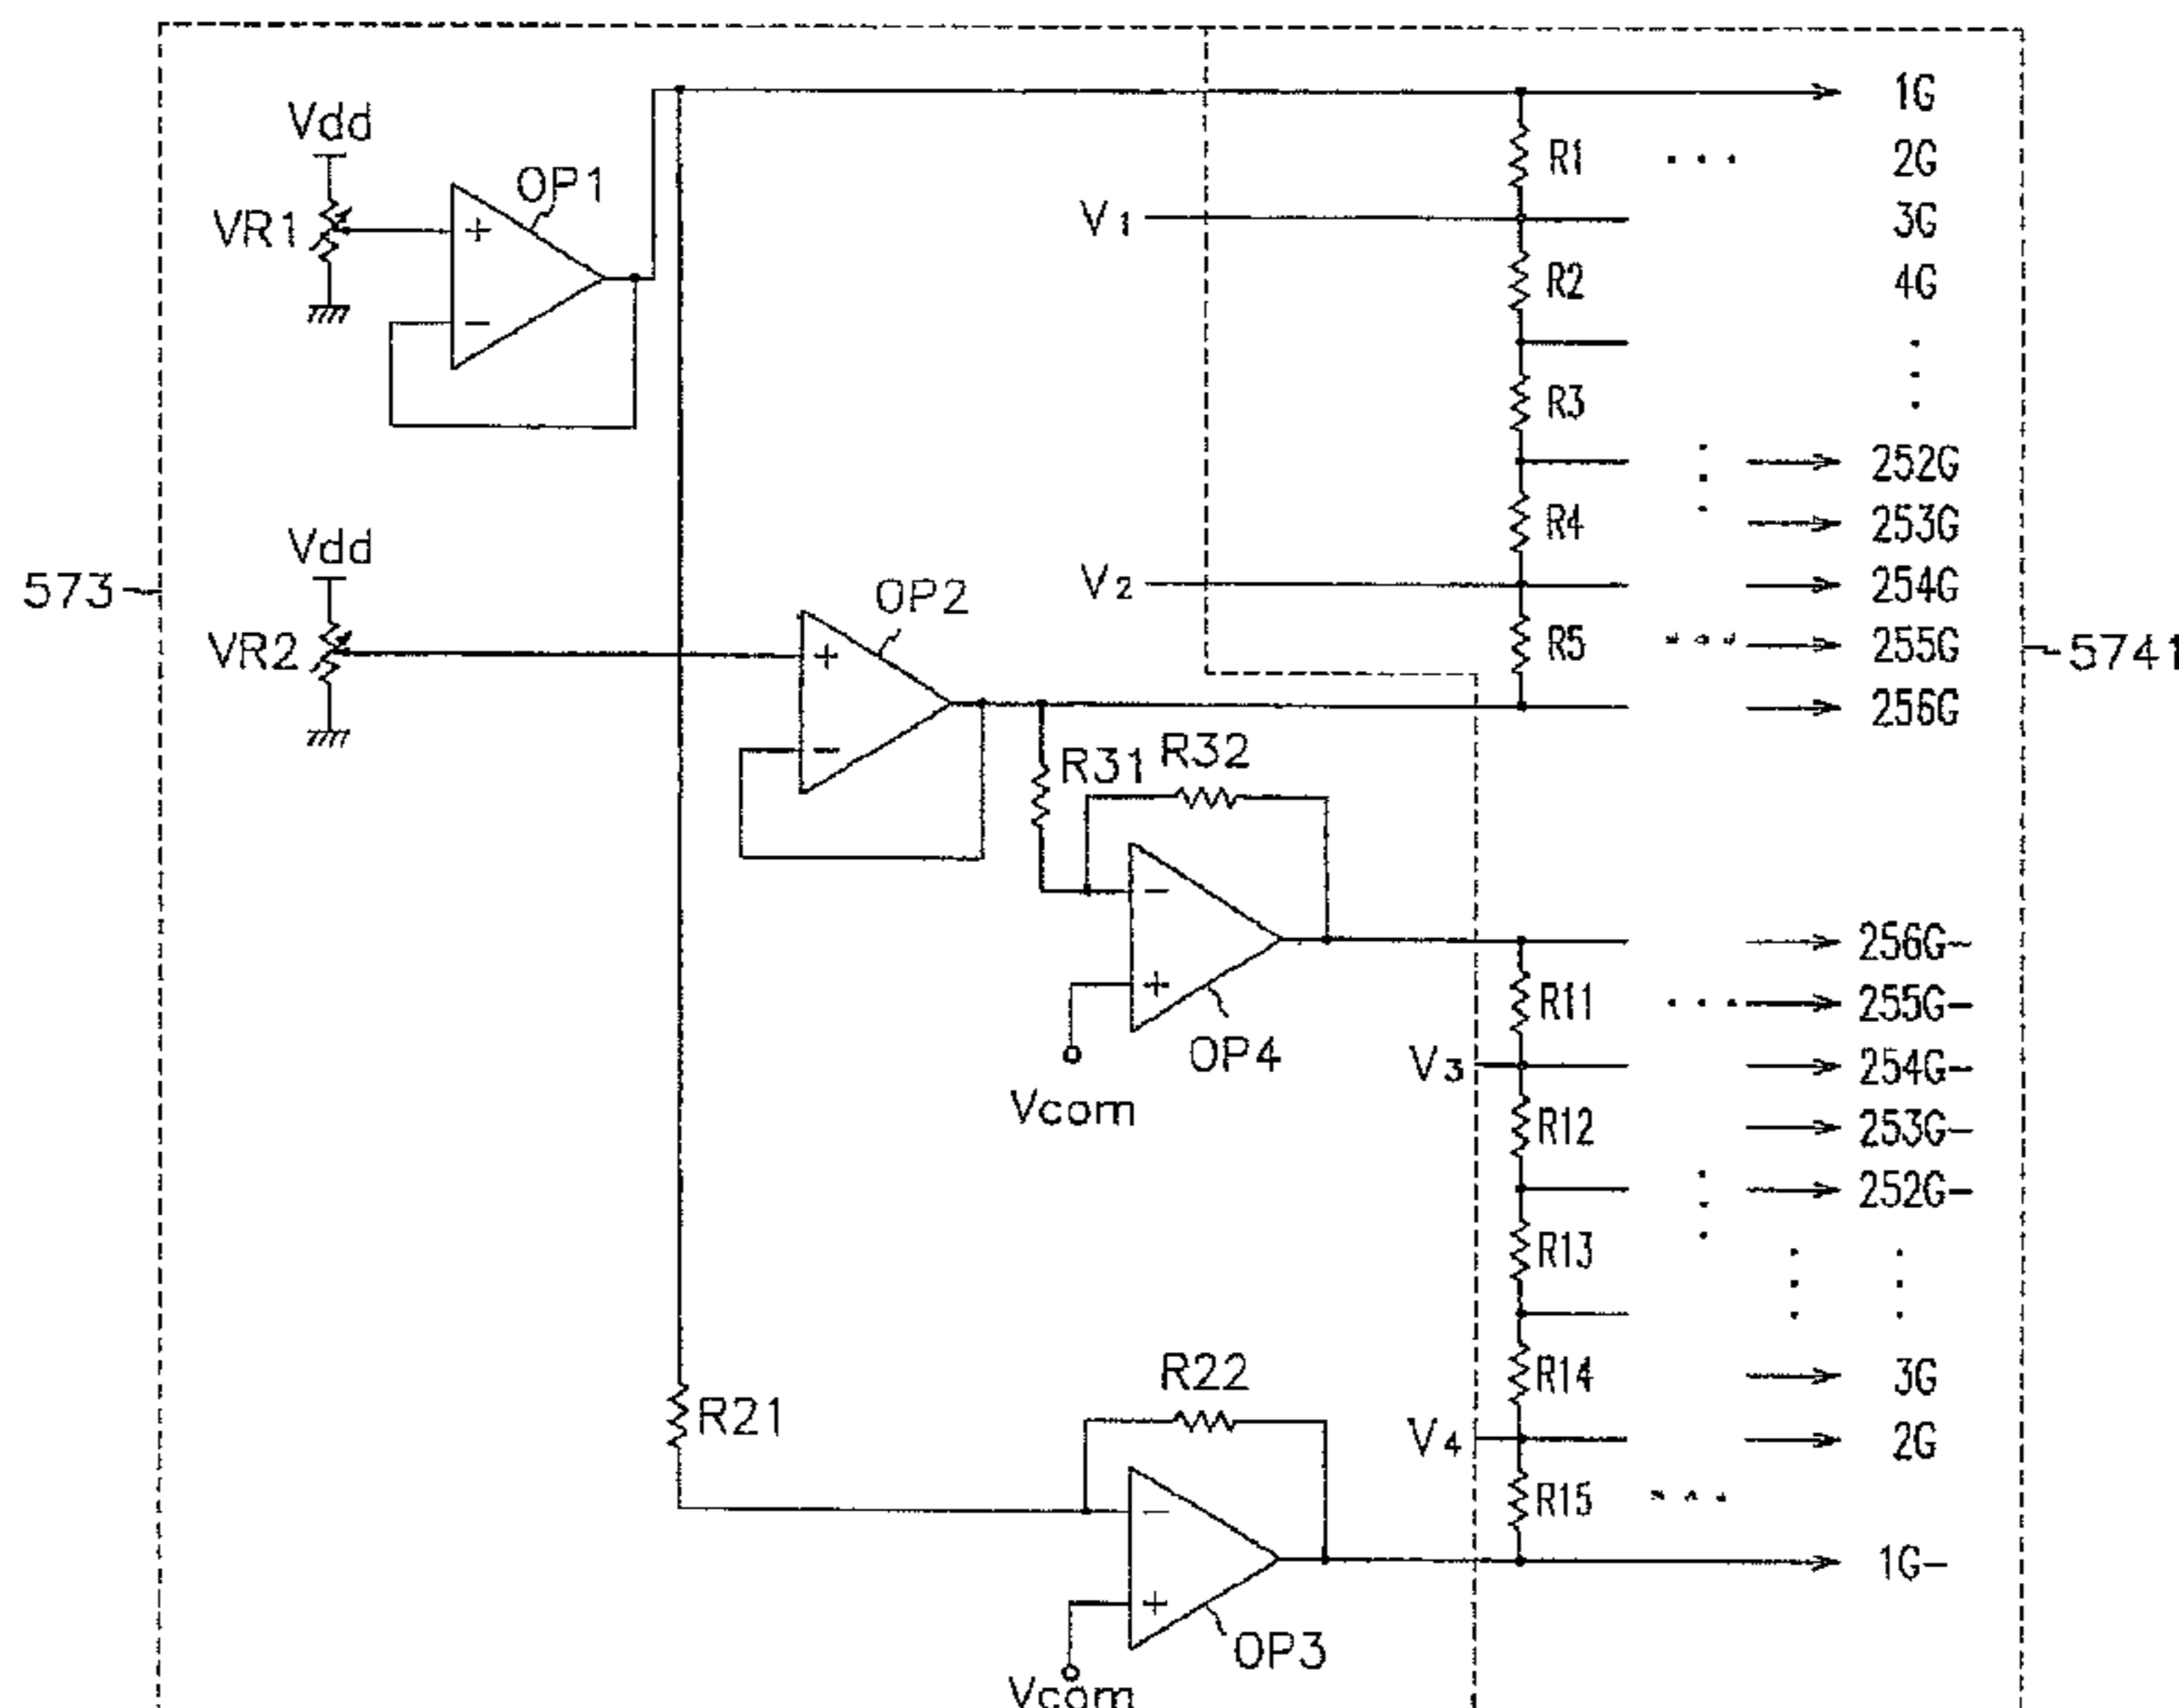 1G
Vdd
R1 ... 2G
OP1
VR1
+
V1
3G
R2 4G
−
R3
252G
R4 253G
Vdd
V2
254G
573
OP2
VR2
+
R5 ... 255G
5741
256G
−
R31 R32
−
256G-
+
R11 ... 255G-
OP4
V3
254G-
Vcom
R12 253G-
252G-
R13
R22
R14 3G
R21
V4
2G
−
R15 ...
1G-
+
OP3
Vcom